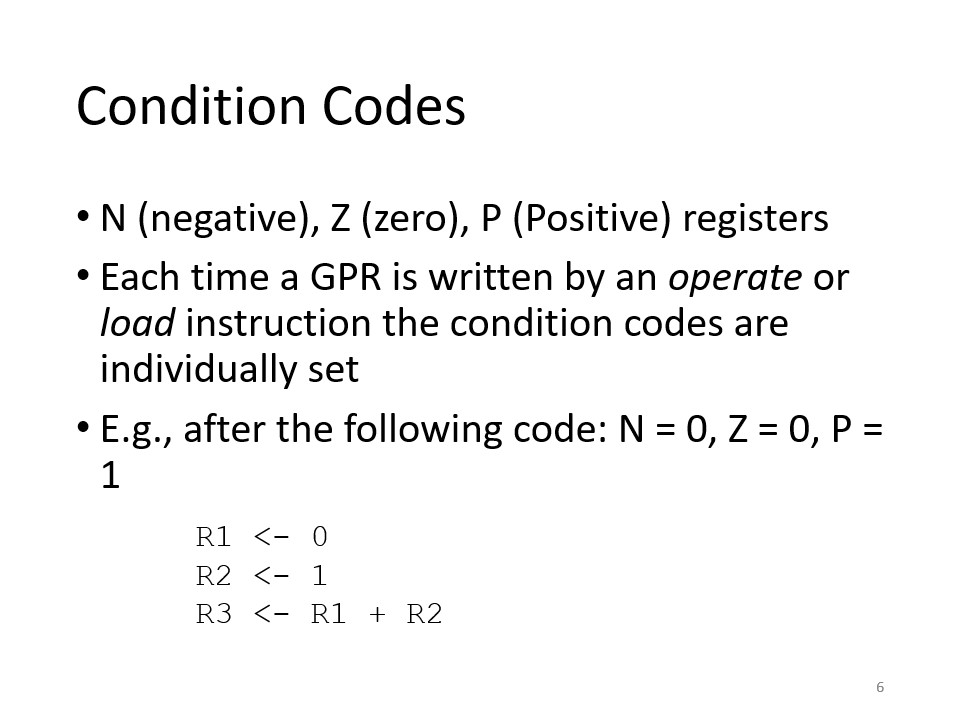 Condition Codes
• N (negative), Z (zero), P (Positive) registers
• Each time a GPR is written by an operate or
load instruction the condition codes are
individually set
• E.g., after the following code: N = 0, Z = 0, P =
1
R1 <- 0
R2 <- 1
R3 <- R1 + R2
6